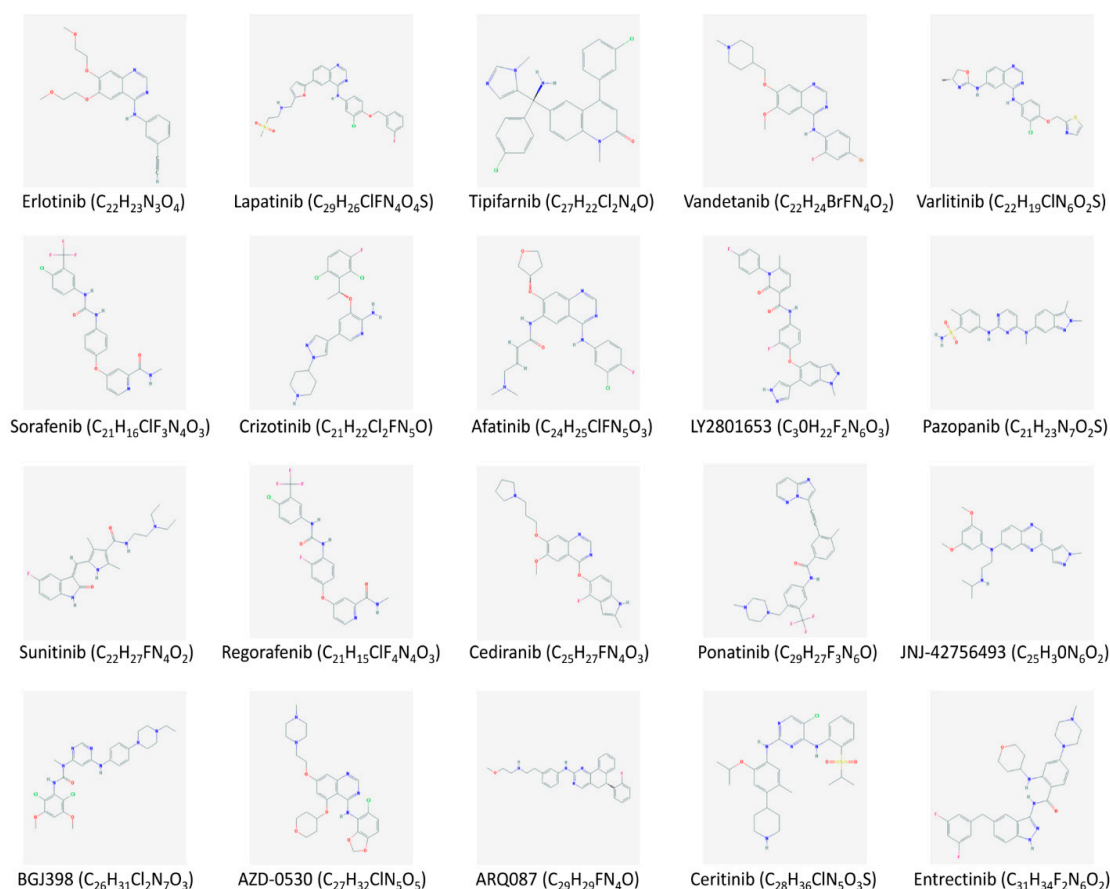 Erlotinib (C₂₂H₂₃N₃O₄) Lapatinib (C₂₉H₂₆ClFN₄O₄S) Tipifarnib (C₂₇H₂₂Cl₂N₄O) Vandetanib (C₂₂H₂₄BrFN₄O₂) Varlitinib (C₂₂H₁₉ClN₆O₂S)
Sorafenib (C₂₁H₁₆ClF₃N₄O₃) Crizotinib (C₂₁H₂₂Cl₂FN₅O) Afatinib (C₂₄H₂₅ClFN₅O₃) LY2801653 (C₃0H₂₂F₂N₆O₃) Pazopanib (C₂₁H₂₃N₇O₂S)
Sunitinib (C₂₂H₂₇FN₄O₂) Regorafenib (C₂₁H₁₅ClF₄N₄O₃) Cediranib (C₂₅H₂₇FN₄O₃) Ponatinib (C₂₉H₂₇F₃N₆O) JNJ-42756493 (C₂₅H₃0N₆O₂)
BGJ398 (C₂₆H₃₁Cl₂N₇O₃) AZD-0530 (C₂₇H₃₂ClN₅O₅) ARQ087 (C₂₉H₂₉FN₄O) Ceritinib (C₂₈H₃₆ClN₅O₃S) Entrectinib (C₃₁H₃₄F₂N₆O₂)